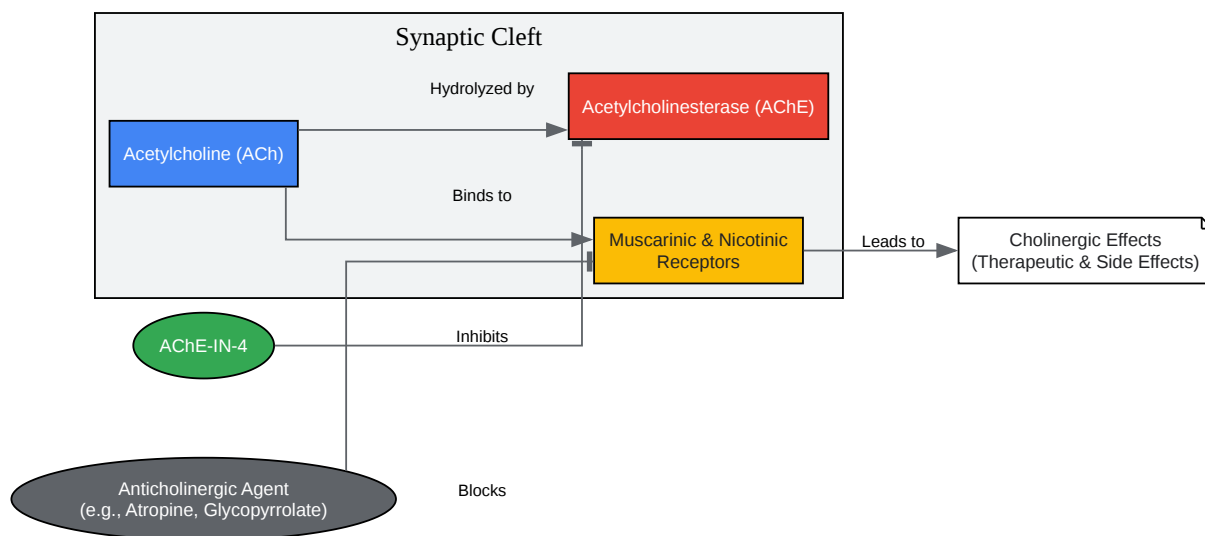 Synaptic Cleft
Hydrolyzed by
Acetylcholinesterase (AChE)
Acetylcholine (ACh)
Binds to
Muscarinic & Nicotinic
Receptors
Leads to
Cholinergic Effects
(Therapeutic & Side Effects)
AChE-IN-4
Inhibits
Anticholinergic Agent
(e.g., Atropine, Glycopyrrolate)
Blocks